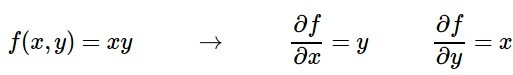 f(x,y) = xy → ∂f/∂x = y ∂f/∂y = x